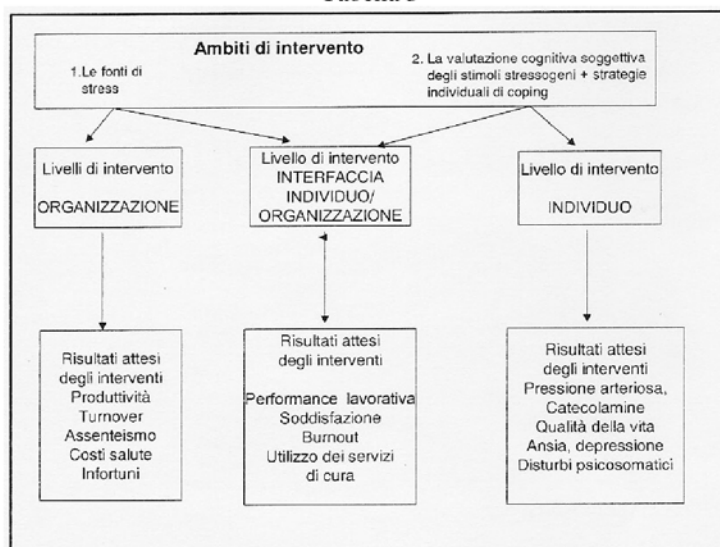 Ambiti di intervento
1.Le fonti di
stress
2. La valutazione cognitiva soggettiva
degli stimoli stressogeni + strategie
individuali di coping
Livelli di intervento
ORGANIZZAZIONE
Livello di intervento
INTERFACCIA
INDIVIDUO/
ORGANIZZAZIONE
Livello di intervento
INDIVIDUO
Risultati attesi
degli interventi
Produttività
Turnover
Assenteismo
Costi salute
Infortuni
Risultati attesi
degli interventi
Performance lavorativa
Soddisfazione
Burnout
Utilizzo dei servizi
di cura
Risultati attesi
degli interventi
Pressione arteriosa,
Catecolamine
Qualità della vita
Ansia, depressione
Disturbi psicosomatici